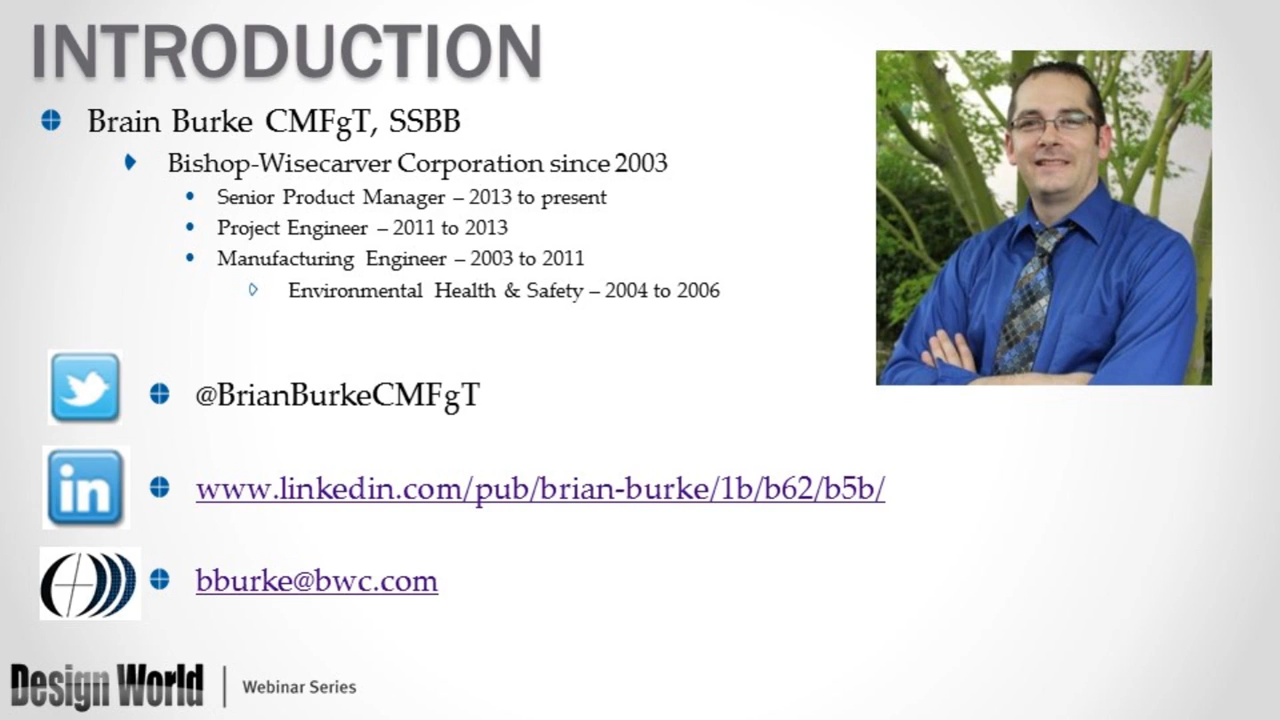 INTRODUCTION
Brain Burke CMFgT, SSBB
Bishop-Wisecarver Corporation since 2003
Senior Product Manager – 2013 to present
Project Engineer – 2011 to 2013
Manufacturing Engineer – 2003 to 2011
Environmental Health & Safety – 2004 to 2006
@BrianBurkeCMFgT
in
www.linkedin.com/pub/brian-burke/1b/b62/b5b/
bburke@bwc.com
Design World | Webinar Series